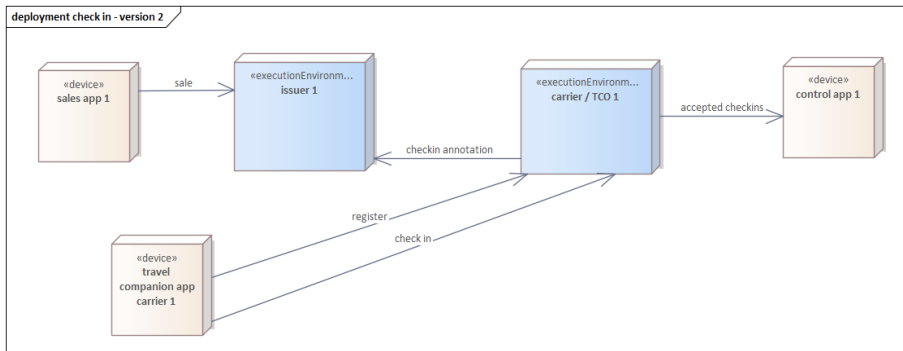 deployment check in - version 2
«device»
sales app 1
sale
«executionEnvironm...
issuer 1
«executionEnvironm...
carrier / TCO 1
accepted checkins
«device»
control app 1
checkin annotation
register
check in
«device»
travel
companion app
carrier 1